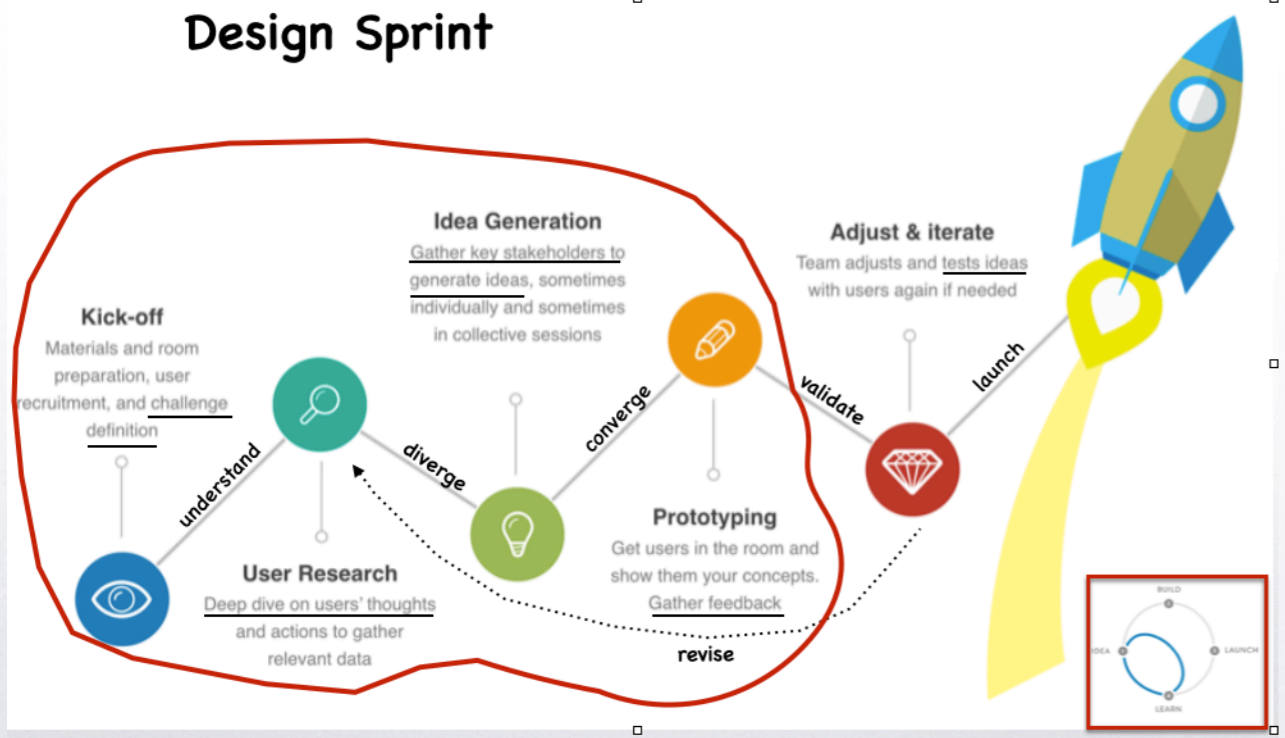 Design Sprint
Kick-off
Materials and room
preparation, user
recruitment, and challenge
definition
understand
User Research
Deep dive on users' thoughts
and actions to gather
relevant data
diverge
Idea Generation
Gather key stakeholders to
generate ideas, sometimes
individually and sometimes
in collective sessions
converge
Prototyping
Get users in the room and
show them your concepts.
Gather feedback
validate
Adjust & iterate
Team adjusts and tests ideas
with users again if needed
launch
revise
BUILD
IDEA
LAUNCH
LEARN